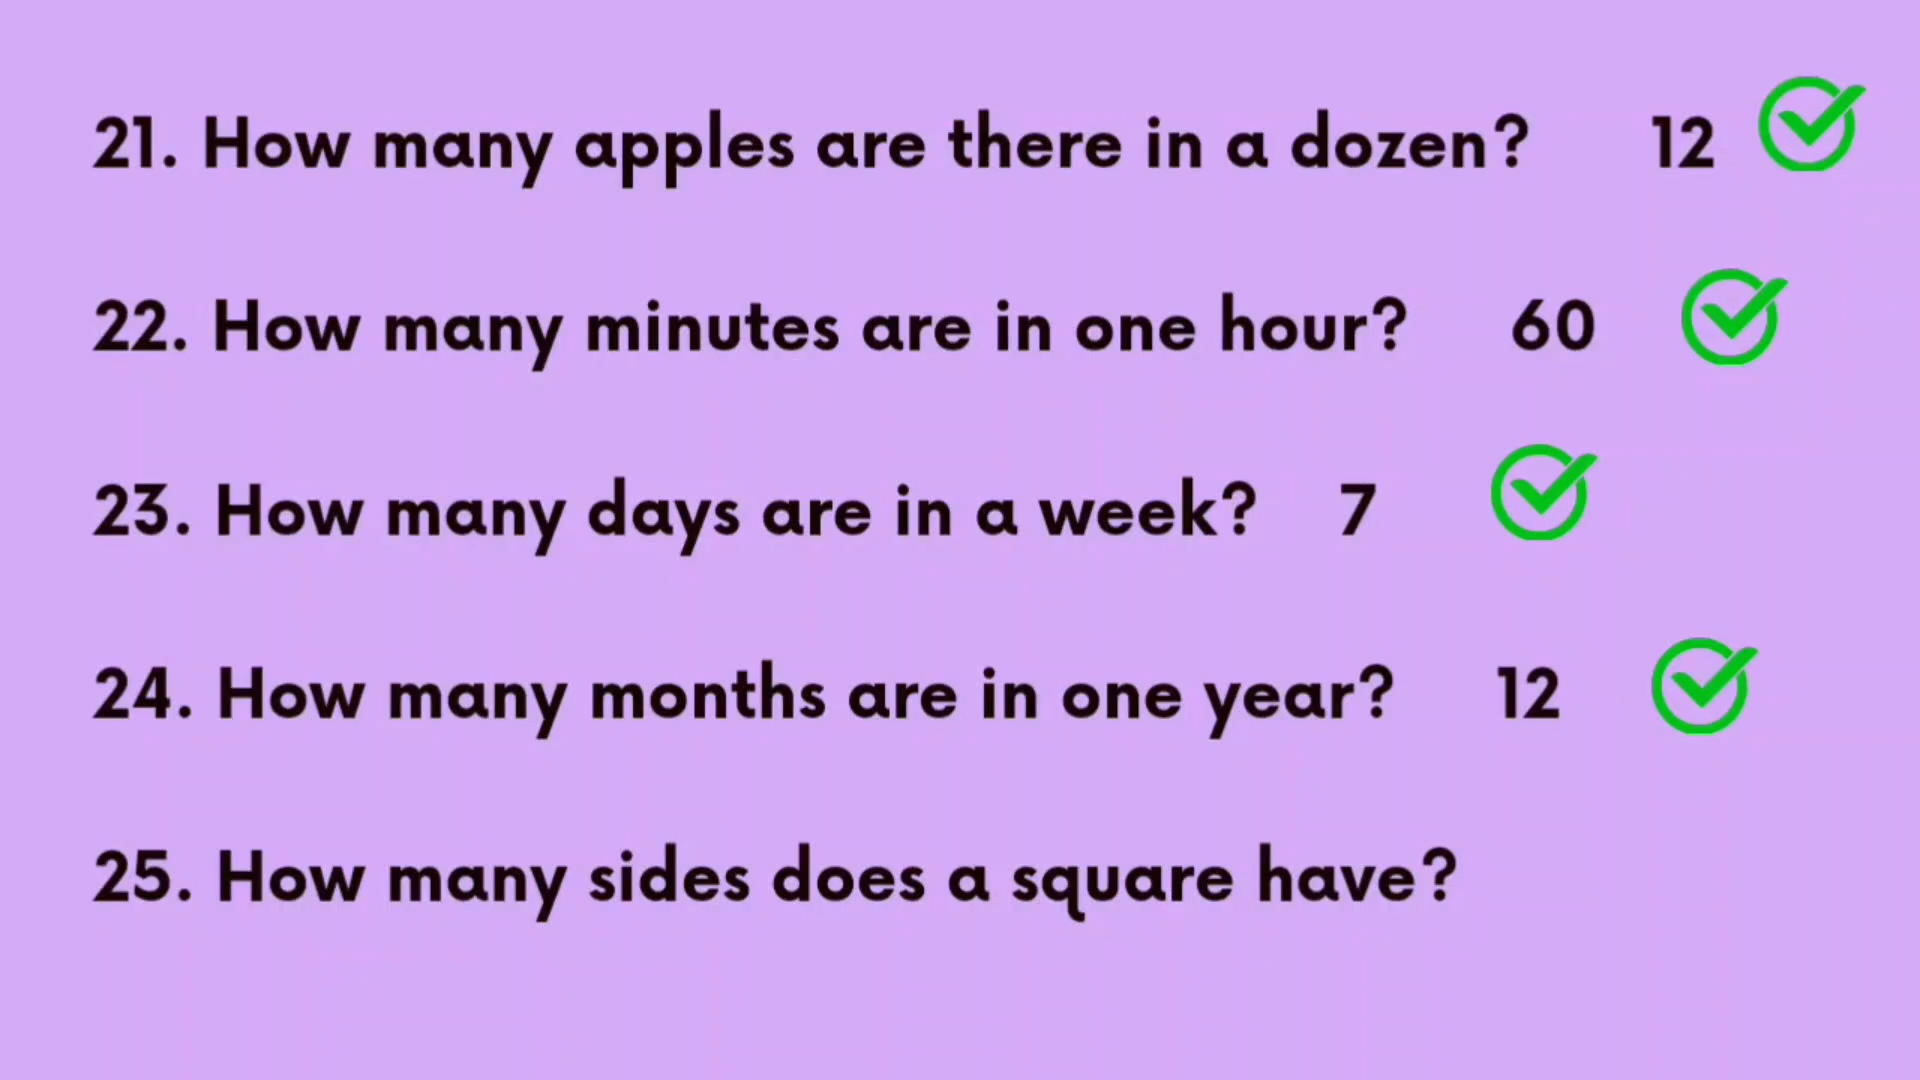 21. How many apples are there in a dozen? 12
22. How many minutes are in one hour? 60
23. How many days are in a week? 7
24. How many months are in one year? 12
25. How many sides does a square have?